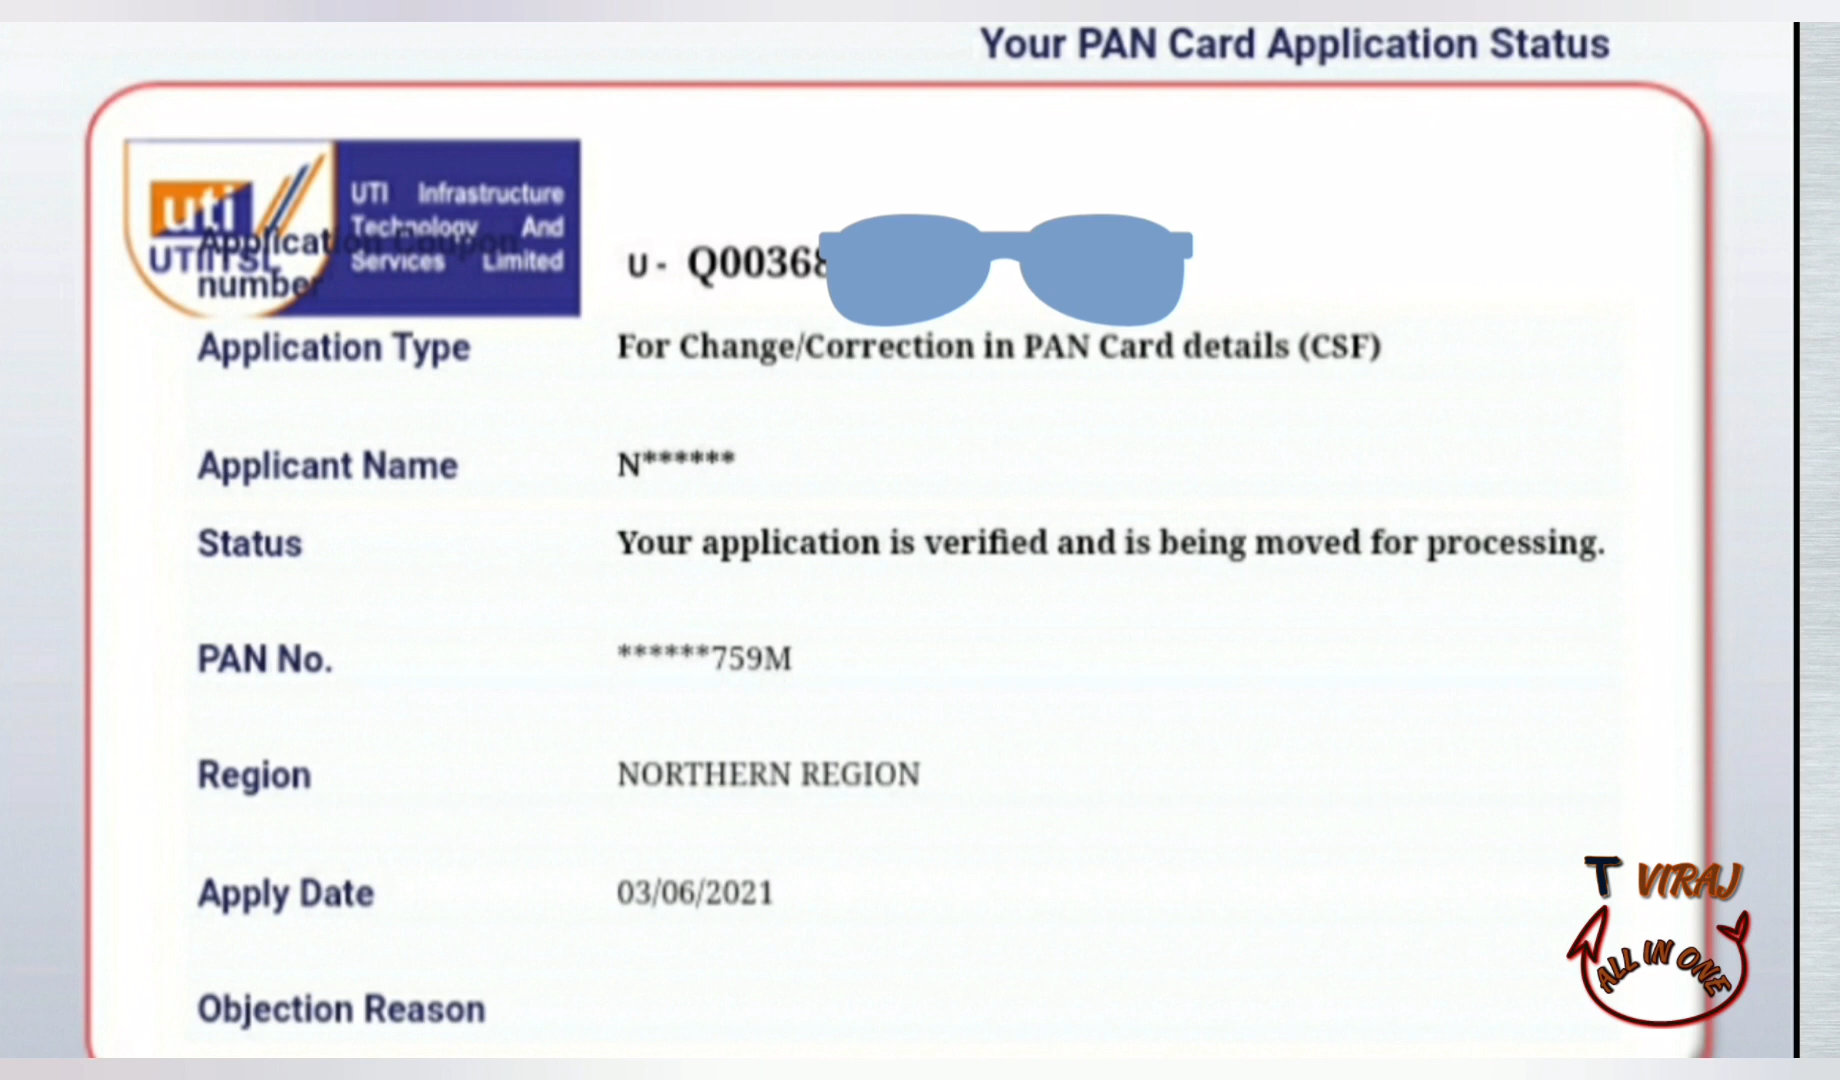 Your PAN Card Application Status
uti
UTIITSL
UTI Infrastructure
Technology And
Services Limited
Application Coupon
number
U - Q00368
Application Type For Change/Correction in PAN Card details (CSF)
Applicant Name N******
Status Your application is verified and is being moved for processing.
PAN No. ******759M
Region NORTHERN REGION
Apply Date 03/06/2021
Objection Reason
T VIRAJ
ALL IN ONE